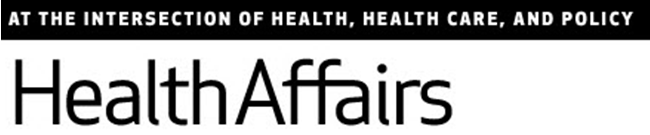 AT THE INTERSECTION OF HEALTH, HEALTH CARE, AND POLICY
HealthAffairs